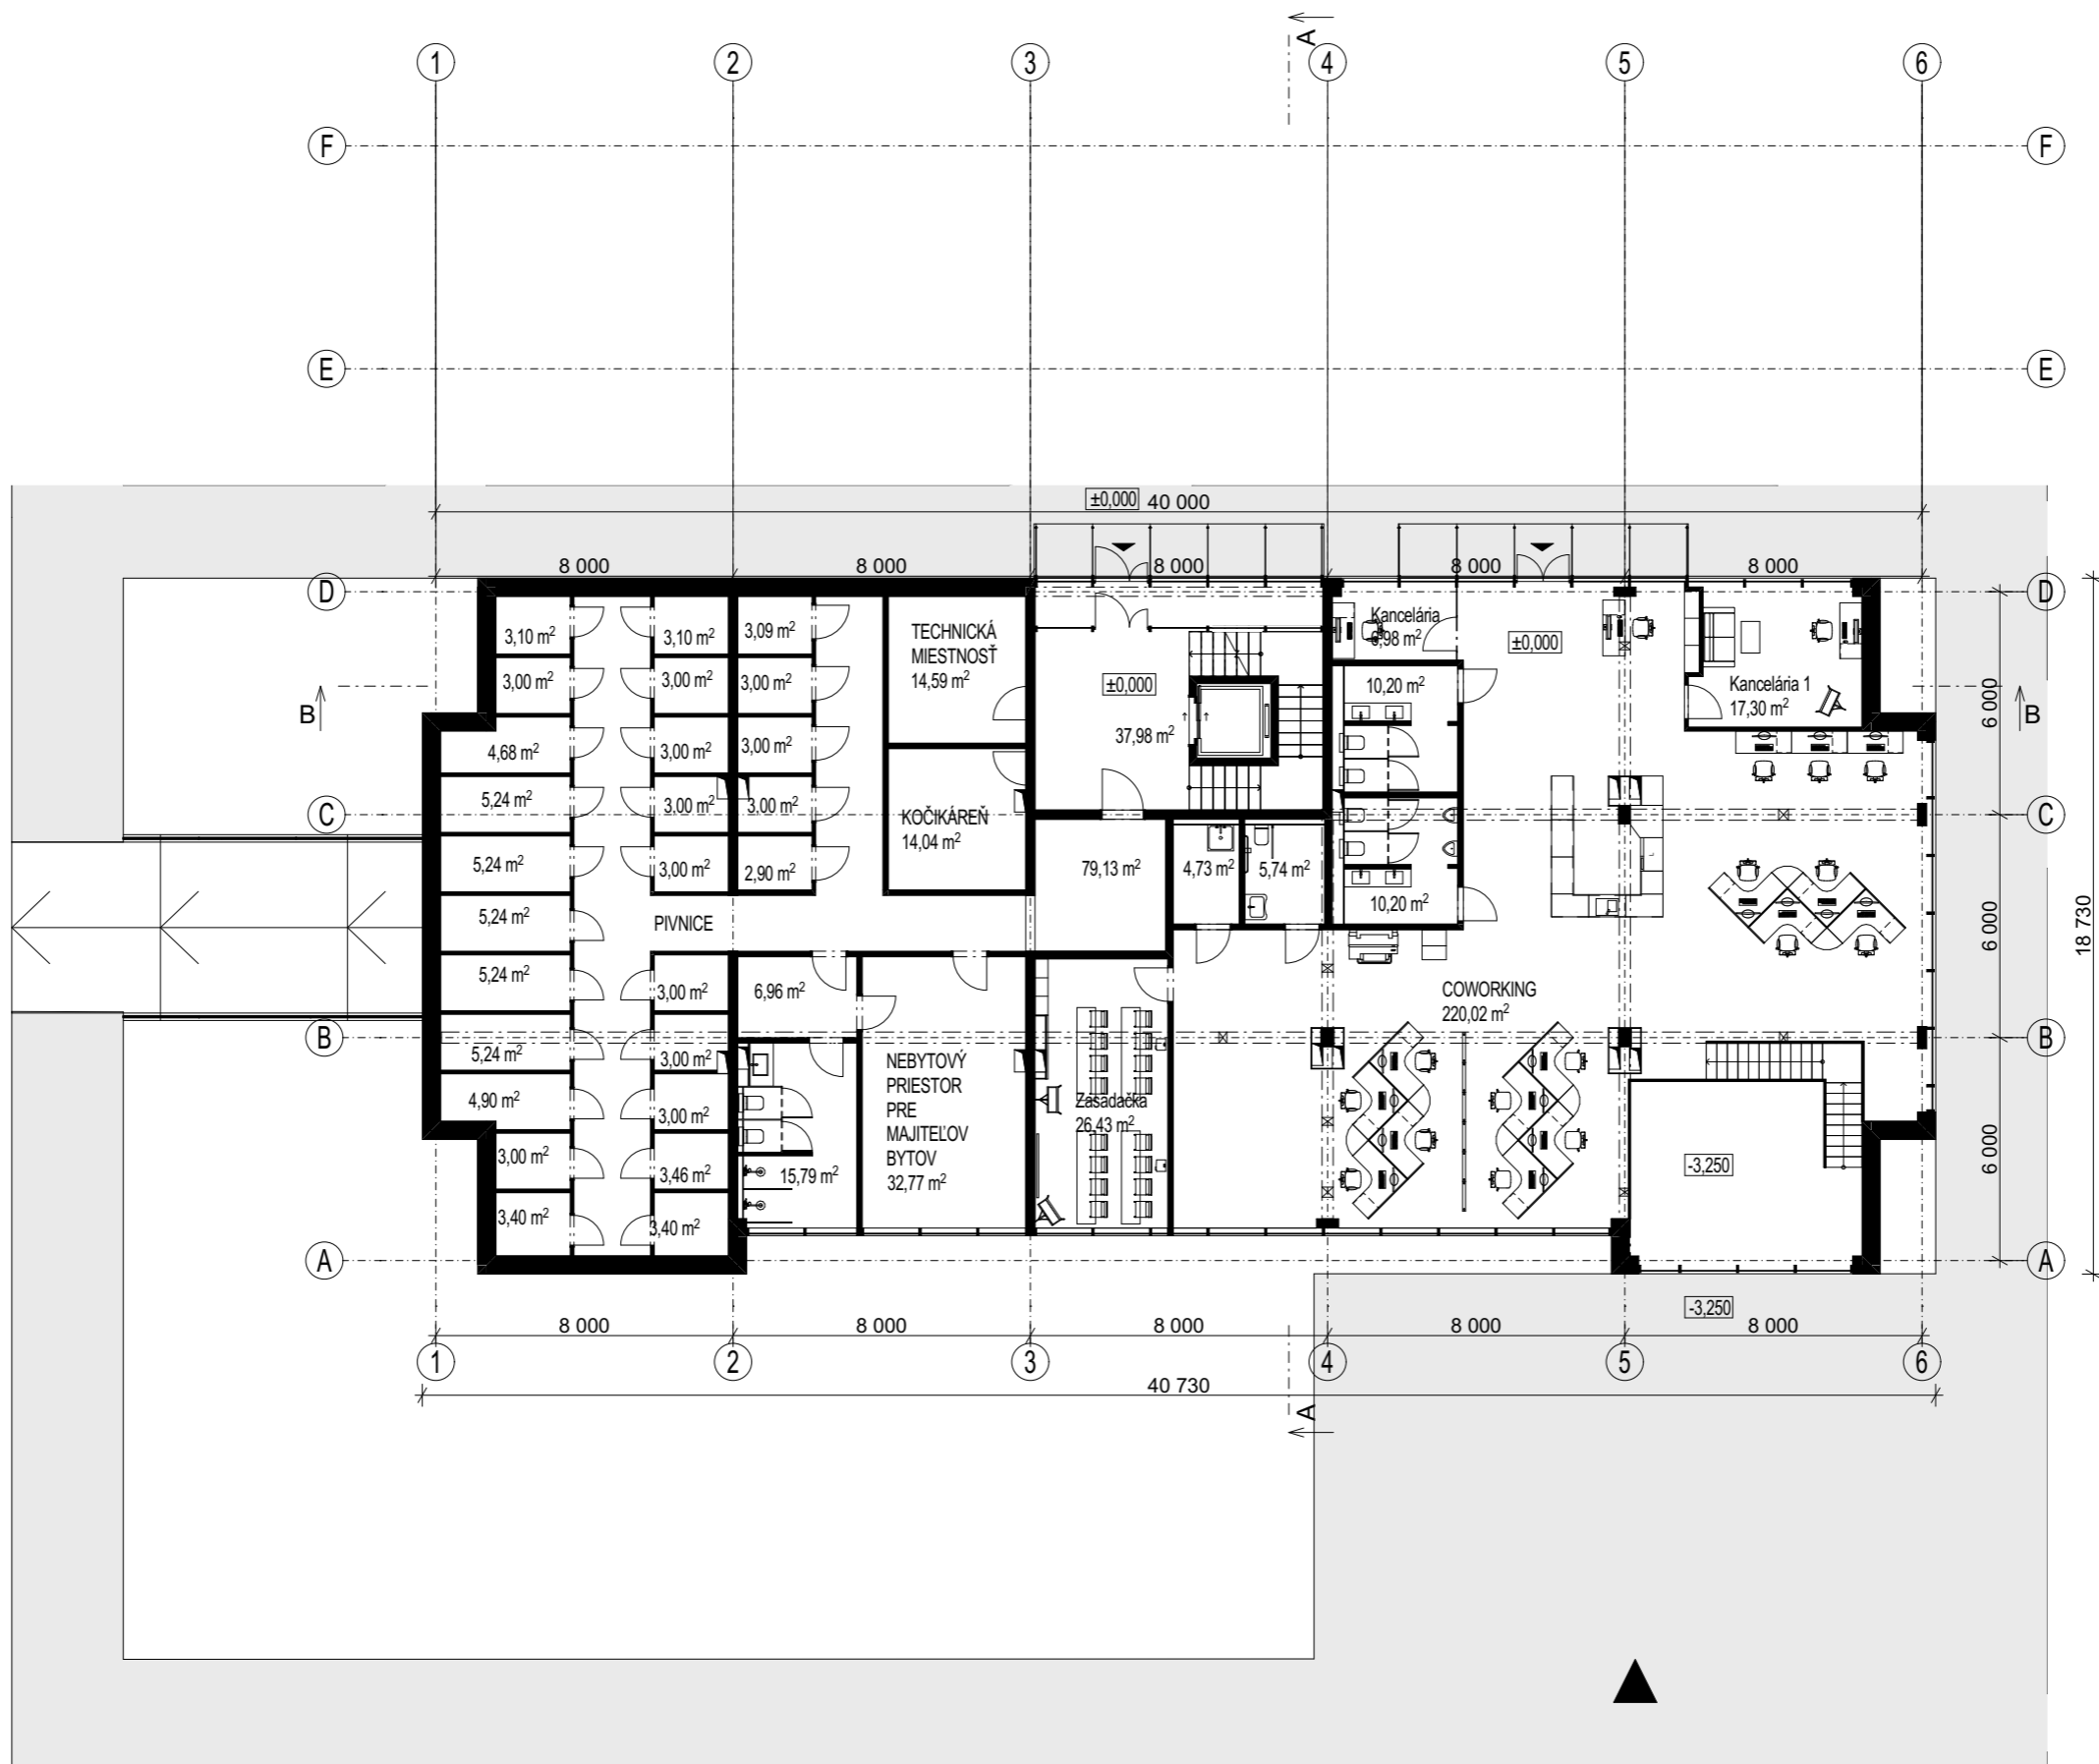 A
1 2 3 4 5 6
F F
E E
±0,000 40 000
8 000 8 000 8 000 8 000 8 000
D D
3,10 m² 3,10 m² 3,09 m²
TECHNICKÁ
MIESTNOSŤ
14,59 m²
Kancelária
±0,000
3,00 m² 3,00 m² 3,00 m²
±0,000
10,20 m²
Kancelária 1
17,30 m²
6 000
B B
4,68 m² 3,00 m² 3,00 m²
37,98 m²
5,24 m² 3,00 m² 3,00 m²
KOČIKÁREŇ
14,04 m²
C C
5,24 m² 3,00 m² 2,90 m²
79,13 m² 4,73 m² 5,74 m²
10,20 m²
5,24 m²
PIVNICE
6 000
18 730
5,24 m² 3,00 m² 6,96 m²
COWORKING
220,02 m²
B B
5,24 m² 3,00 m²
NEBYTOVÝ
PRIESTOR
PRE
MAJITEĽOV
BYTOV
32,77 m²
4,90 m² 3,00 m²
Zasadačka
26,43 m²
3,00 m² 3,46 m² 15,79 m²
-3,250
6 000
3,40 m² 3,40 m²
A A
-3,250
8 000 8 000 8 000 8 000 8 000
1 2 3 4 5 6
40 730
A